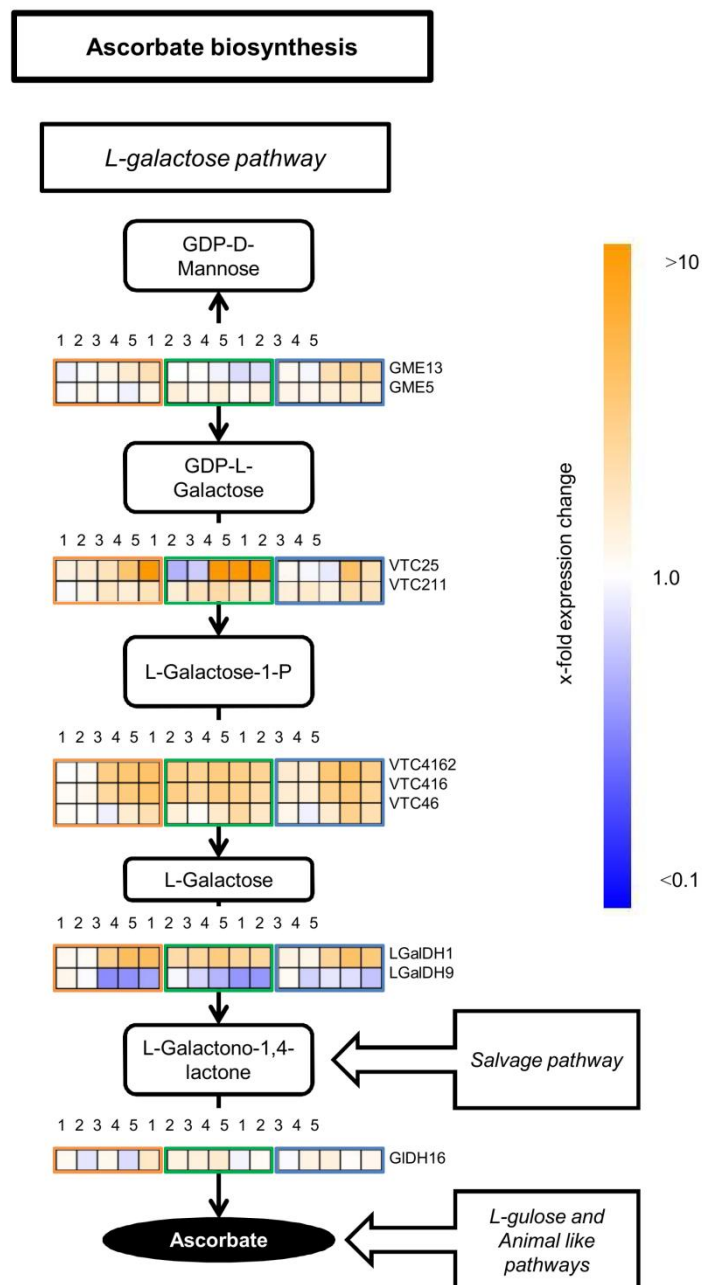 Ascorbate biosynthesis
L-galactose pathway
GDP-D-
Mannose
>10
1 2 3 4 5 1 2 3 4 5 1 2 3 4 5
GME13
GME5
GDP-L-
Galactose
1 2 3 4 5 1 2 3 4 5 1 2 3 4 5
VTC25
VTC211
1.0
x-fold expression change
L-Galactose-1-P
1 2 3 4 5 1 2 3 4 5 1 2 3 4 5
VTC4162
VTC416
VTC46
L-Galactose
<0.1
1 2 3 4 5 1 2 3 4 5 1 2 3 4 5
LGalDH1
LGalDH9
L-Galactono-1,4-
lactone
Salvage pathway
1 2 3 4 5 1 2 3 4 5 1 2 3 4 5
GlDH16
Ascorbate
L-gulose and
Animal like
pathways